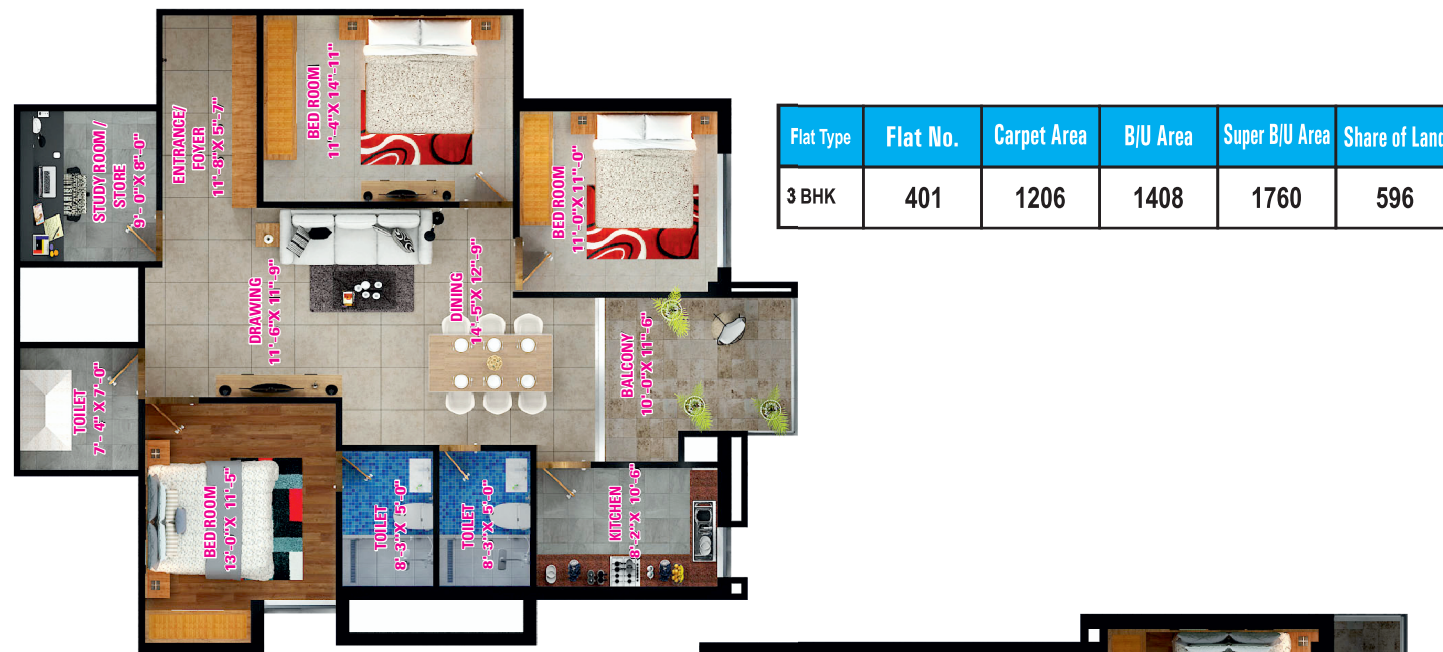 STUDY ROOM /
STORE
9'- 0"X 8'-0"
ENTRANCE/
FOYER
11'-8"X 5'-7"
BED ROOM
11'-4"X 14'-11"
BED ROOM
11'-0"X 11'-0"
DRAWING
11'-6"X 11'-9"
DINING
14'-5"X 12'-9"
BALCONY
10'-0"X 11'-6"
TOILET
7'- 4" X 7'-0"
BED ROOM
13'-0"X 11'-5"
TOILET
8'-3"X 5'-0"
TOILET
8'-3"X 5'-0"
KITCHEN
8'-2"X 10'-6"
Flat Type Flat No. Carpet Area B/U Area Super B/U Area Share of Land
3 BHK 401 1206 1408 1760 596